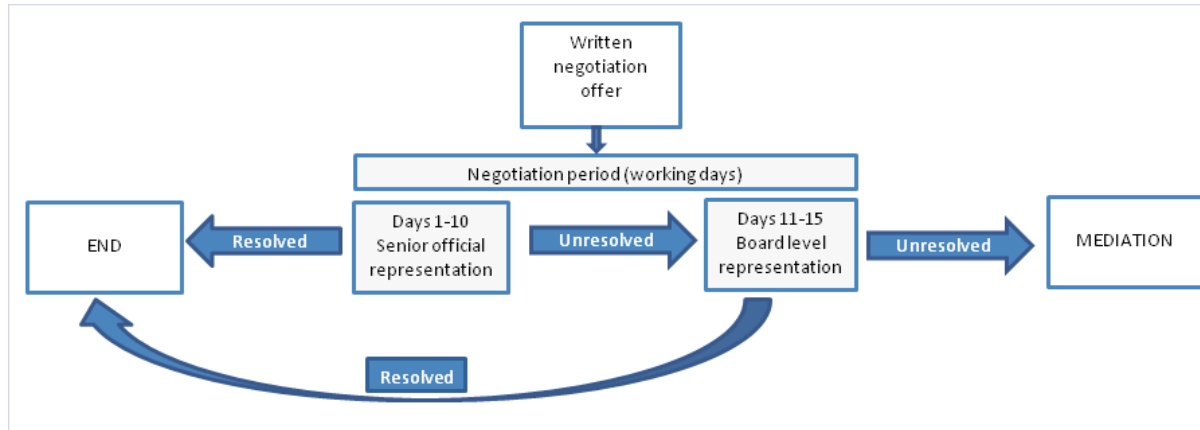 Written
negotiation
offer
Negotiation period (working days)
END
Resolved
Days 1-10
Senior official
representation
Unresolved
Days 11-15
Board level
representation
Unresolved
MEDIATION
Resolved